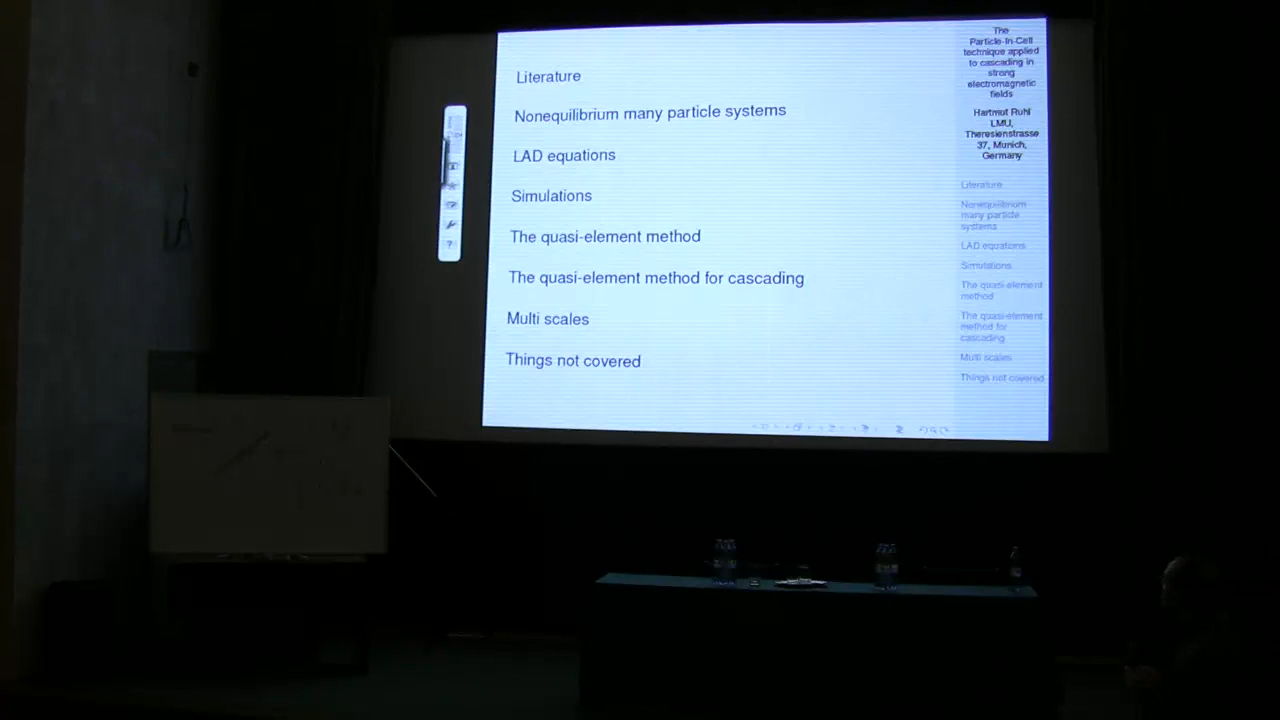 Literature
Nonequilibrium many particle systems
LAD equations
Simulations
The quasi-element method
The quasi-element method for cascading
Multi scales
Things not covered
The
Particle-In-Cell
technique applied
to cascading in
strong
electromagnetic
fields
Hartmut Ruhl
LMU,
Theresienstrasse
37, Munich,
Germany
Literature
Nonequilibrium
many particle
systems
LAD equations
Simulations
The quasi-element
method
The quasi-element
method for
cascading
Multi scales
Things not covered
?